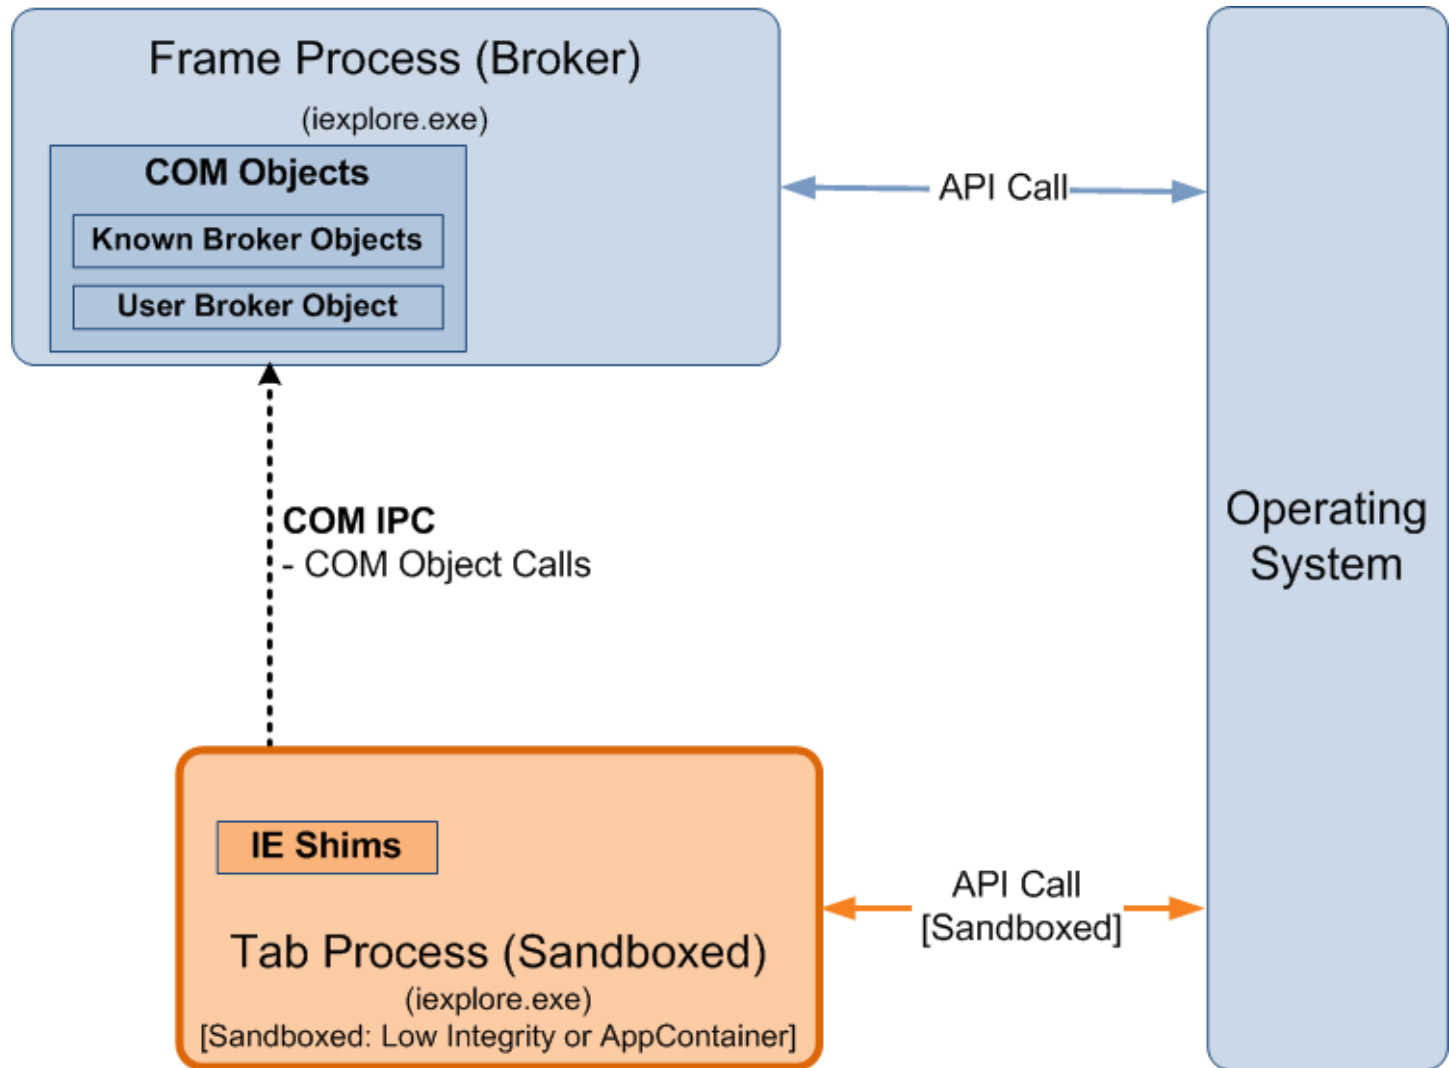 Frame Process (Broker)
(iexplore.exe)
COM Objects
Known Broker Objects
User Broker Object
API Call
COM IPC
- COM Object Calls
Operating
System
IE Shims
Tab Process (Sandboxed)
(iexplore.exe)
[Sandboxed: Low Integrity or AppContainer]
API Call
[Sandboxed]